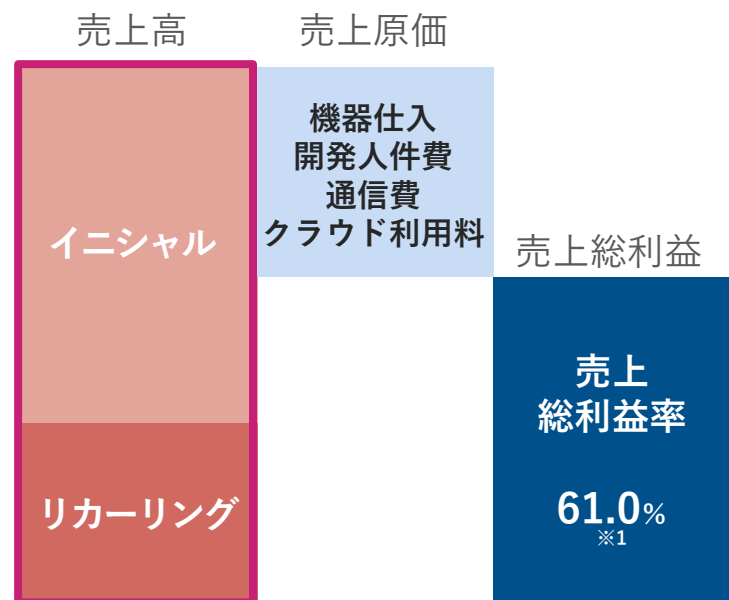 売上高
売上原価
機器仕入
開発人件費
通信費
クラウド利用料
イニシャル
売上総利益
売上
総利益率
リカーリング
61.0%
※1